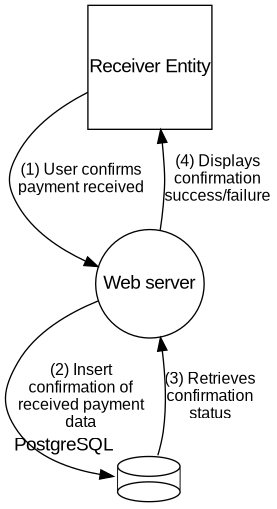 Receiver Entity
(1) User confirms
payment received
(4) Displays
confirmation
success/failure
Web server
(2) Insert
confirmation of
received payment
data
(3) Retrieves
confirmation
status
PostgreSQL